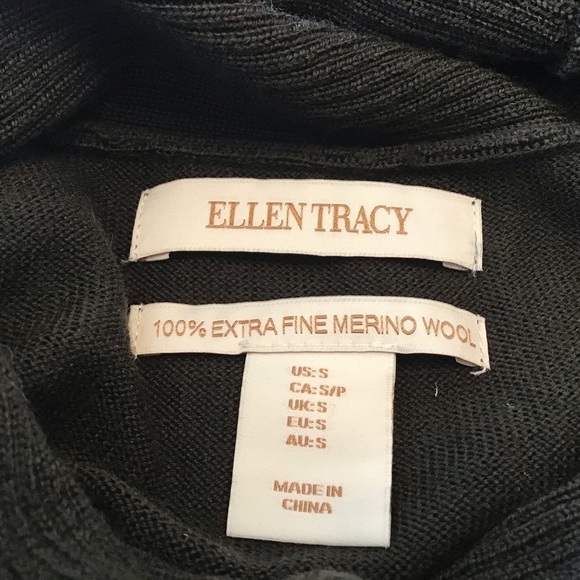 ELLEN TRACY
100% EXTRA FINE MERINO WOOL
US: S
CA: S/P
UK: S
EU: S
AU: S
MADE IN
CHINA